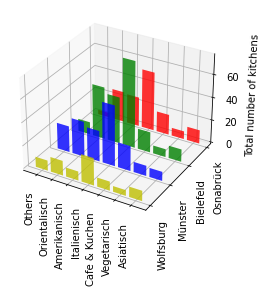 Total number of kitchens
60
40
20
0
Others
Orientalisch
Amerikanisch
Italienisch
Cafe & Kuchen
Vegetarisch
Asiatisch
Wolfsburg
Münster
Bielefeld
Osnabrück